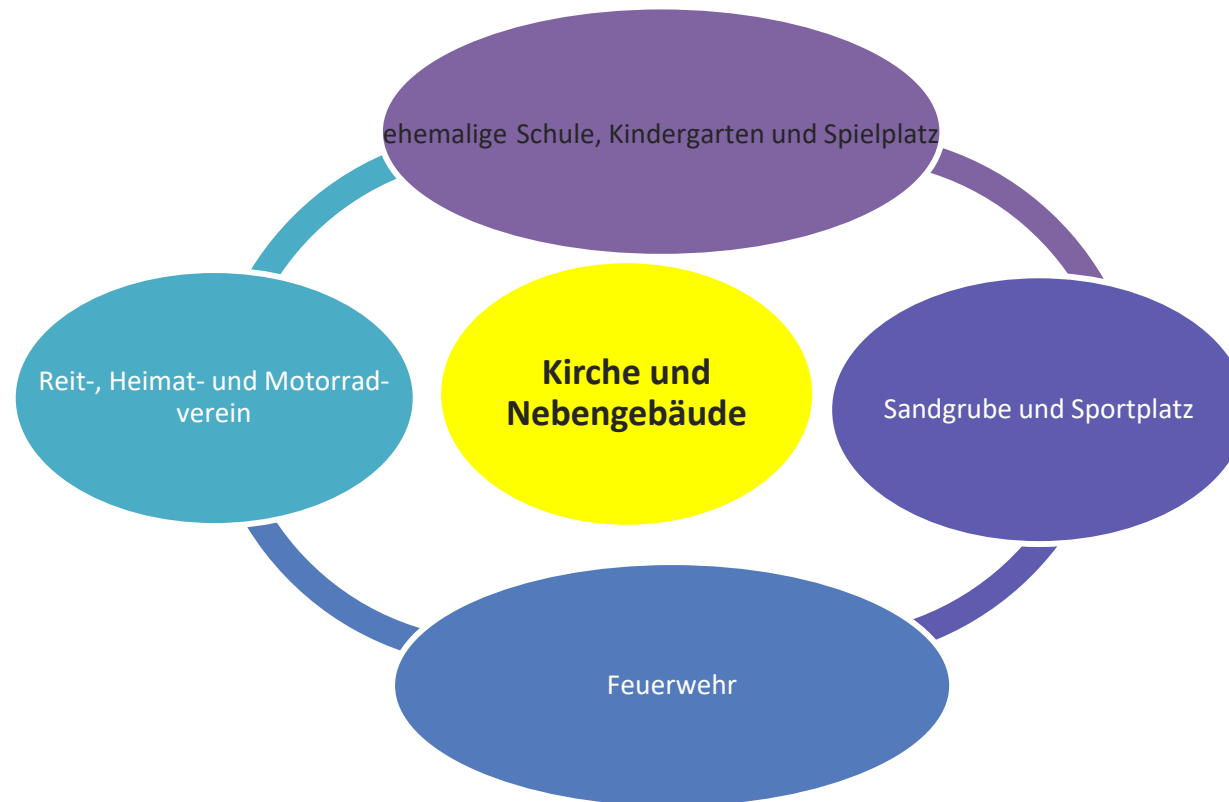 ehemalige Schule, Kindergarten und Spielplatz
Reit-, Heimat- und Motorrad-
verein
Kirche und
Nebengebäude
Sandgrube und Sportplatz
Feuerwehr